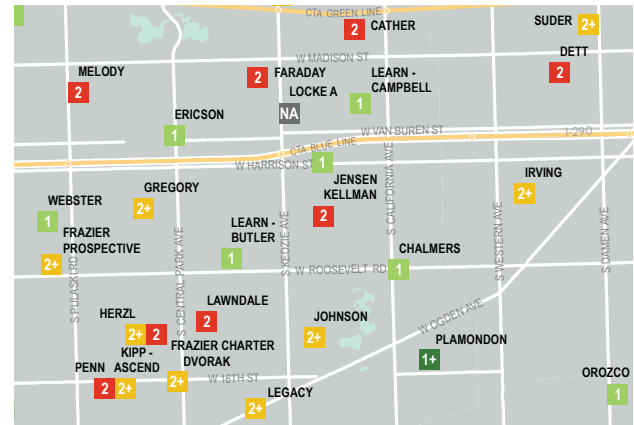 CTA GREEN LINE
CATHER
2
SUDER
2+
W MADISON ST
DETT
2
MELODY
2
FARADAY
2
LOCKE A
NA
LEARN -
CAMPBELL
1
ERICSON
1
W VAN BUREN ST
I-290
CTA BLUE LINE
W HARRISON ST
1
JENSEN
KELLMAN
2
IRVING
2+
GREGORY
2+
WEBSTER
1
FRAZIER
PROSPECTIVE
2+
LEARN -
BUTLER
1
CHALMERS
1
W ROOSEVELT RD
S PULASKI RD
S CENTRAL PARK AVE
S KEDZIE AVE
S CALIFORNIA AVE
S WESTERN AVE
S DAMEN AVE
HERZL
2+
2
LAWNDALE
2
JOHNSON
2+
W OGDEN AVE
PLAMONDON
1+
KIPP -
ASCEND
2+
PENN
2
FRAZIER CHARTER
DVORAK
2+
W 16TH ST
LEGACY
2+
OROZCO
1